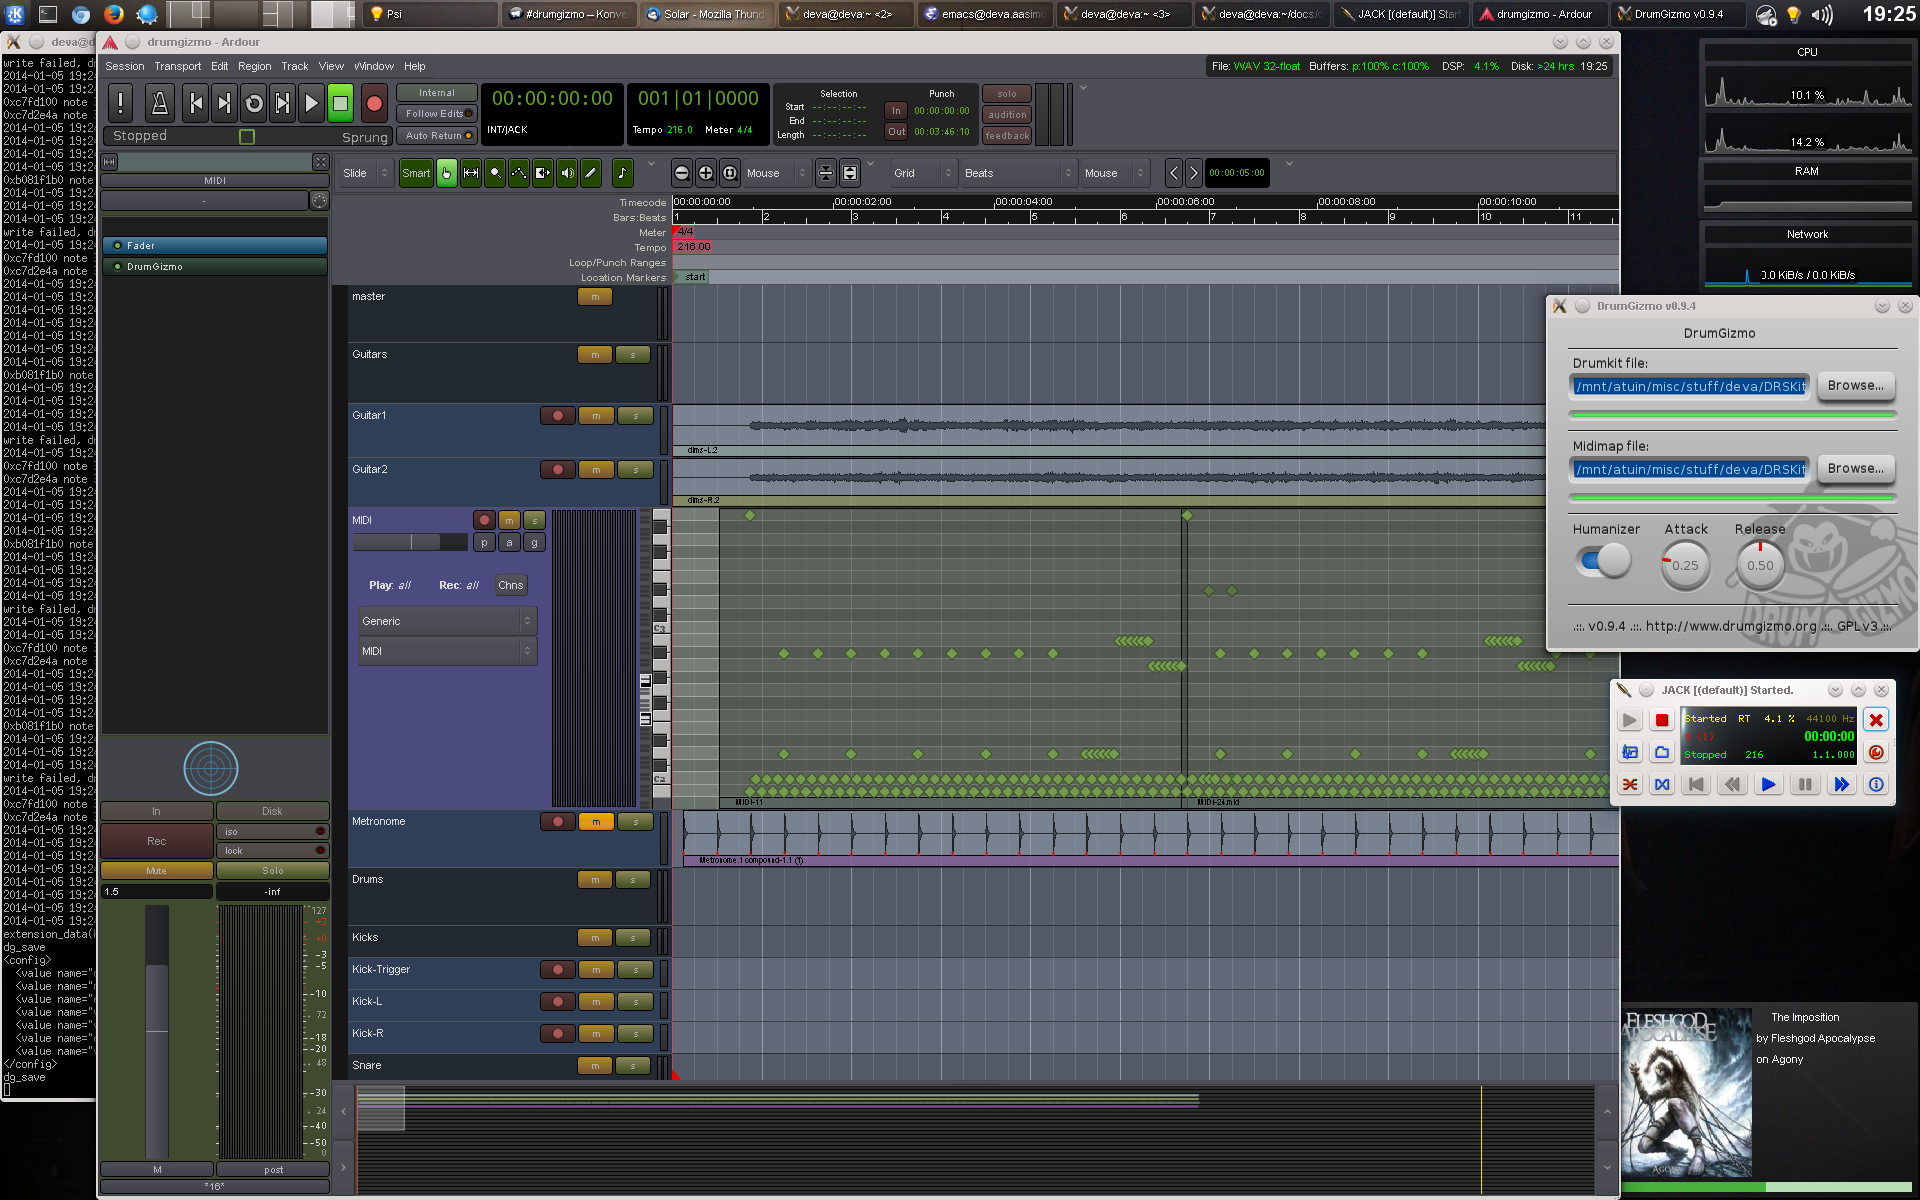 Psi
#drumgizmo – Konve
Solar - Mozilla Thund
deva@deva:~ <2>
emacs@deva.aasimo
deva@deva:~ <3>
deva@deva:~/docs/c
JACK [(default)] Star
drumgizmo - Ardour
DrumGizmo v0.9.4
19:25
deva@d
drumgizmo - Ardour
Session Transport Edit Region Track View Window Help
File: WAV 32-float Buffers: p:100% c:100% DSP: 4.1% Disk: >24 hrs 19:25
Internal
Follow Edits
Auto Return
Stopped
Sprung
00:00:00:00
INT/JACK
001|01|0000
Tempo 216.0 Meter 4/4
Selection
Start --:--:--:--
End --:--:--:--
Length --:--:--:--
Punch
In 00:00:00:00
Out 00:03:46:10
solo
audition
feedback
MIDI
-
Slide
Smart
Mouse
Grid
Beats
Mouse
00:00:05:00
Timecode
00:00:00:00 00:00:02:00 00:00:04:00 00:00:06:00 00:00:08:00 00:00:10:00
Bars:Beats
1 2 3 4 5 6 7 8 9 10 11
Meter
4/4
Tempo
216.00
Loop/Punch Ranges
Location Markers
start
Fader
DrumGizmo
master
m
Guitars
m s
Guitar1
m s
dims-L.2
Guitar2
m s
dims-R.2
MIDI
m s
p a g
Play: all Rec: all Chns
Generic
MIDI
C3
C2
MIDI-11
MIDI-24.mid
Metronome
m s
Metronome.1 compound-1.1 (1)
Drums
m s
Kicks
m s
Kick-Trigger
m s
Kick-L
m s
Kick-R
m s
Snare
m s
In
Disk
Rec
iso
lock
Mute
Solo
1.5
-inf
127
+3
+0
-3
-5
-10
72
-18
-20
48
-30
24
-40
-50
0
M
post
*16*
write failed, d
2014-01-05 19:2
0xc7fd100 note
0xc7d2e4a note
0xb081f1b0 note
extension_data(
dg_save
<config>
<value name="
</config>
dg_save
CPU
10.1 %
14.2 %
RAM
Network
0.0 KiB/s / 0.0 KiB/s
DrumGizmo v0.9.4
DrumGizmo
Drumkit file:
/mnt/atuin/misc/stuff/deva/DRSKit
Browse...
Midimap file:
/mnt/atuin/misc/stuff/deva/DRSKit
Browse...
Humanizer Attack Release
0.25
0.50
DRUMGIZMO
.::. v0.9.4 .::. http://www.drumgizmo.org .::. GPLv3 .::.
JACK [(default)] Started.
Started RT 4.1 % 44100 Hz
00:00:00
Stopped 216 1.1.000
FLESHGOD APOCALYPSE
AGONY
The Imposition
by Fleshgod Apocalypse
on Agony